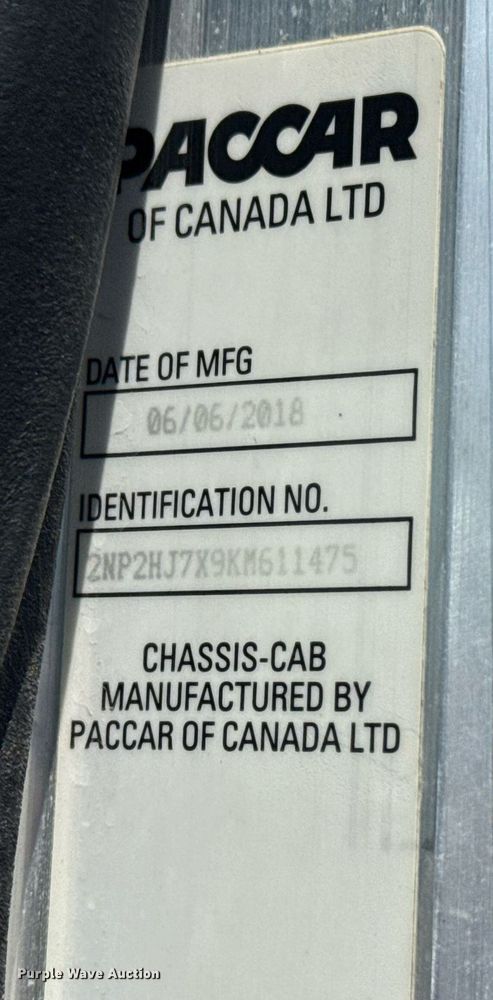 PACCAR
OF CANADA LTD
DATE OF MFG
06/06/2018
IDENTIFICATION NO.
2NP2HJ7X9KM611475
CHASSIS-CAB
MANUFACTURED BY
PACCAR OF CANADA LTD
Purple Wave Auction